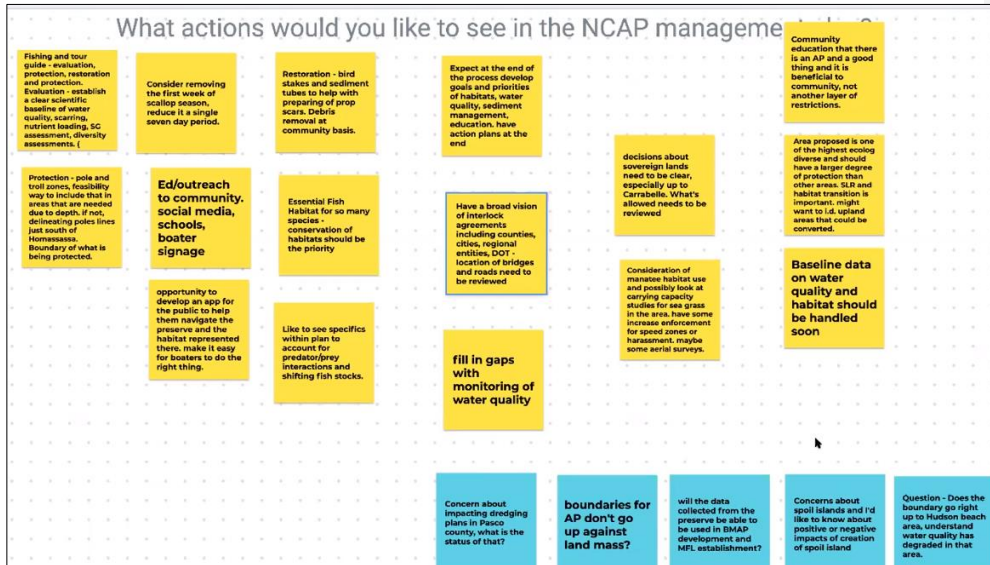 What actions would you like to see in the NCAP management
Fishing and tour
guide - evaluation,
protection, restoration
and protection.
Evaluation - establish
a clear scientific
baseline of water
quality, scarring,
nutrient loading, SG
assessment, diversity
assessments. (
Consider removing
the first week of
scallop season,
reduce it a single
seven day period.
Restoration - bird
stakes and sediment
tubes to help with
preparing of prop
scars. Debris
removal at
community basis.
Expect at the end of
the process develop
goals and priorities
of habitats, water
quality, sediment
management,
education. have
action plans at the
end
Community
education that there
is an AP and a good
thing and it is
beneficial to
community, not
another layer of
restrictions.
decisions about
sovereign lands
need to be clear,
especially up to
Carrabelle. What's
allowed needs to be
reviewed
Area proposed is one
of the highest ecolog
diverse and should
have a larger degree
of protection than
other areas. SLR and
habitat transition is
important. might
want to i.d. upland
areas that could be
converted.
Protection - pole and
troll zones, feasibility
way to include that in
areas that are needed
due to depth. if not,
delineating poles lines
just south of
Homassassa.
Boundary of what is
being protected.
Ed/outreach
to community.
social media,
schools,
boater
signage
Essential Fish
Habitat for so many
species -
conservation of
habitats should be
the priority
Have a broad vision
of interlock
agreements
including counties,
cities, regional
entities, DOT -
location of bridges
and roads need to
be reviewed
Consideration of
manatee habitat use
and possibly look at
carrying capacity
studies for sea grass
in the area. have some
increase enforcement
for speed zones or
harassment. maybe
some aerial surveys.
Baseline data
on water
quality and
habitat should
be handled
soon
opportunity to
develop an app for
the public to help
them navigate the
preserve and the
habitat represented
there. make it easy
for boaters to do the
right thing.
Like to see specifics
within plan to
account for
predator/prey
interactions and
shifting fish stocks.
fill in gaps
with
monitoring of
water quality
Concern about
impacting dredging
plans in Pasco
county, what is the
status of that?
boundaries for
AP don't go
up against
land mass?
will the data
collected from the
preserve be able to
be used in BMAP
development and
MFL establishment?
Concerns about
spoil islands and I'd
like to know about
positive or negative
impacts of creation
of spoil island
Question - Does the
boundary go right
up to Hudson beach
area, understand
water quality has
degraded in that
area.